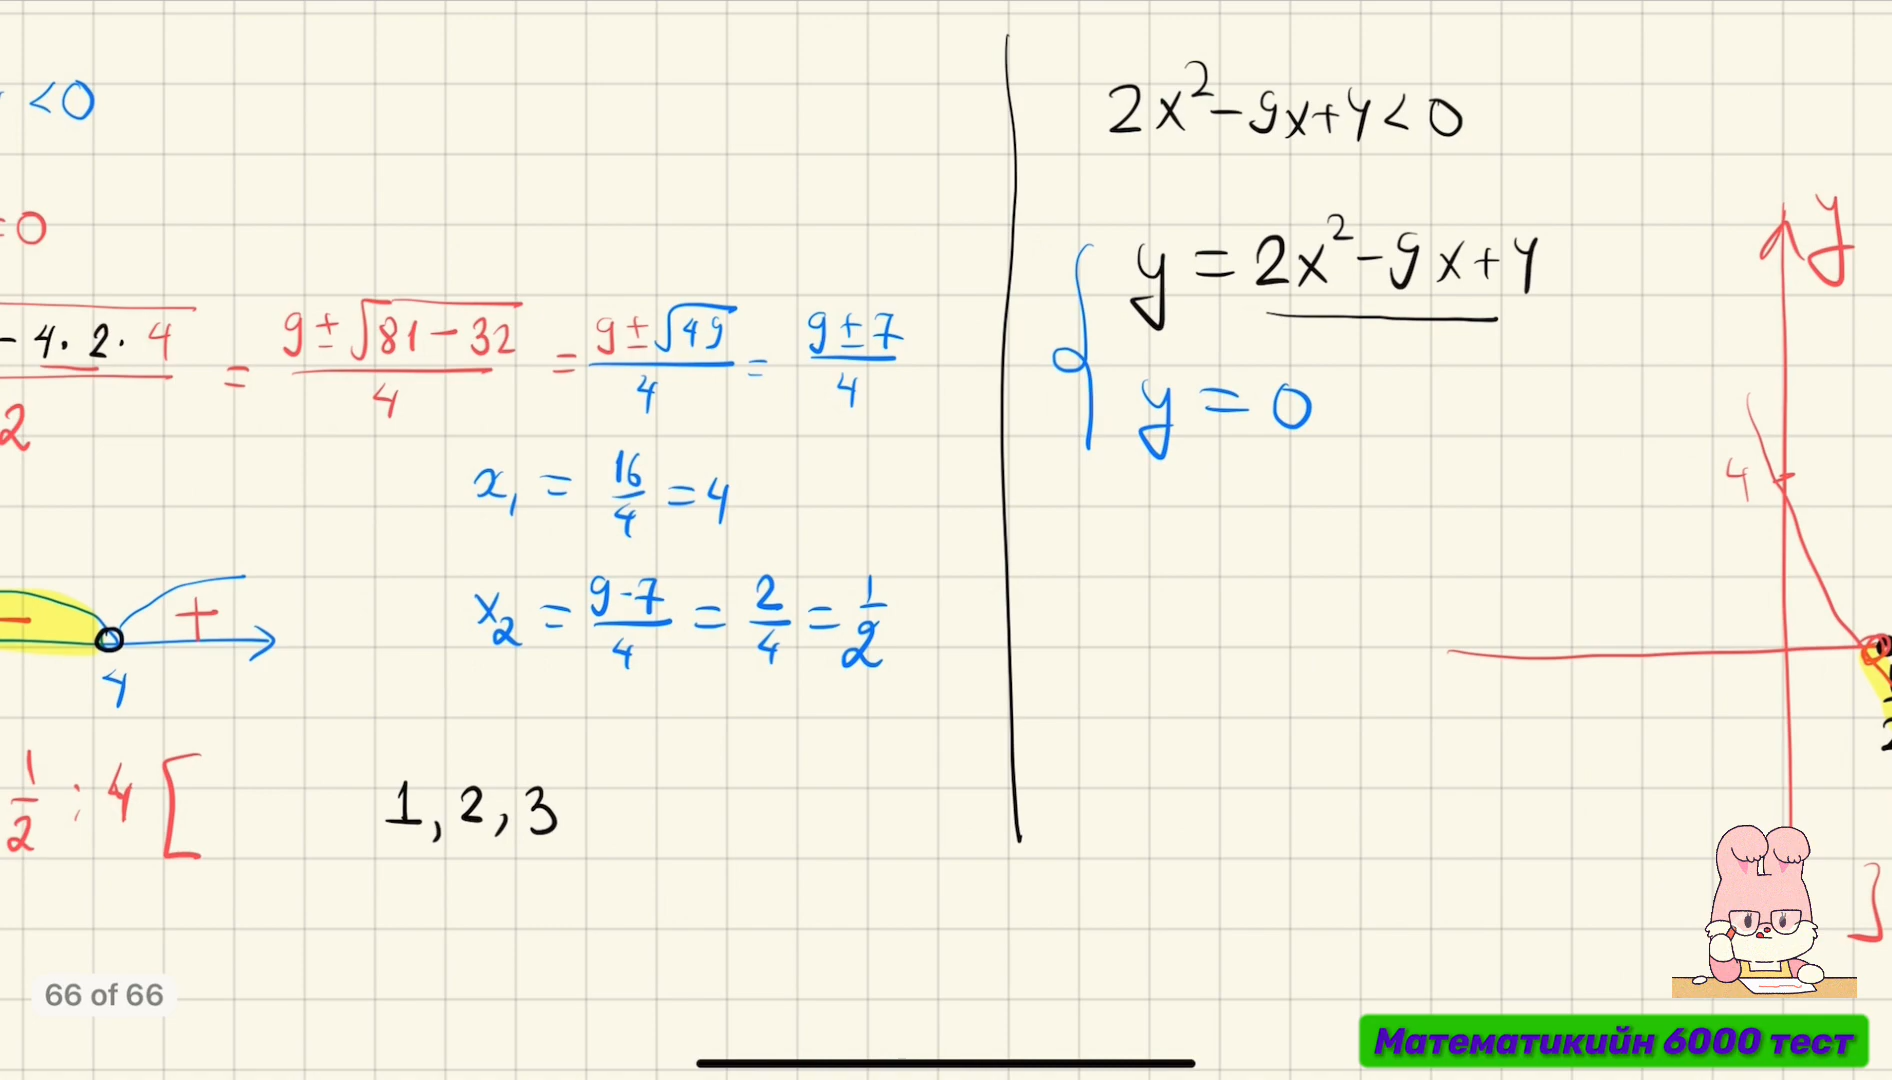 <0
=0
- 4. 2. 4 / 2 = 9 ± √81 - 32 / 4 = 9 ± √49 / 4 = 9 ± 7 / 4
x₁ = 16/4 = 4
x₂ = 9-7/4 = 2/4 = 1/2
- +
4
1/2 ; 4 [
1, 2, 3
2x² - 9x + 4 < 0
y = 2x² - 9x + 4
y = 0
y
4
]
66 of 66
Математикийн 6000 тест